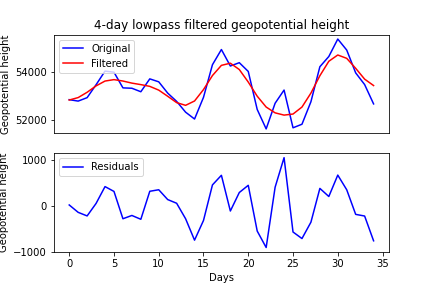 4-day lowpass filtered geopotential height
Geopotential height
54000
52000
Original
Filtered
Geopotential height
1000
0
−1000
Residuals
0 5 10 15 20 25 30 35
Days